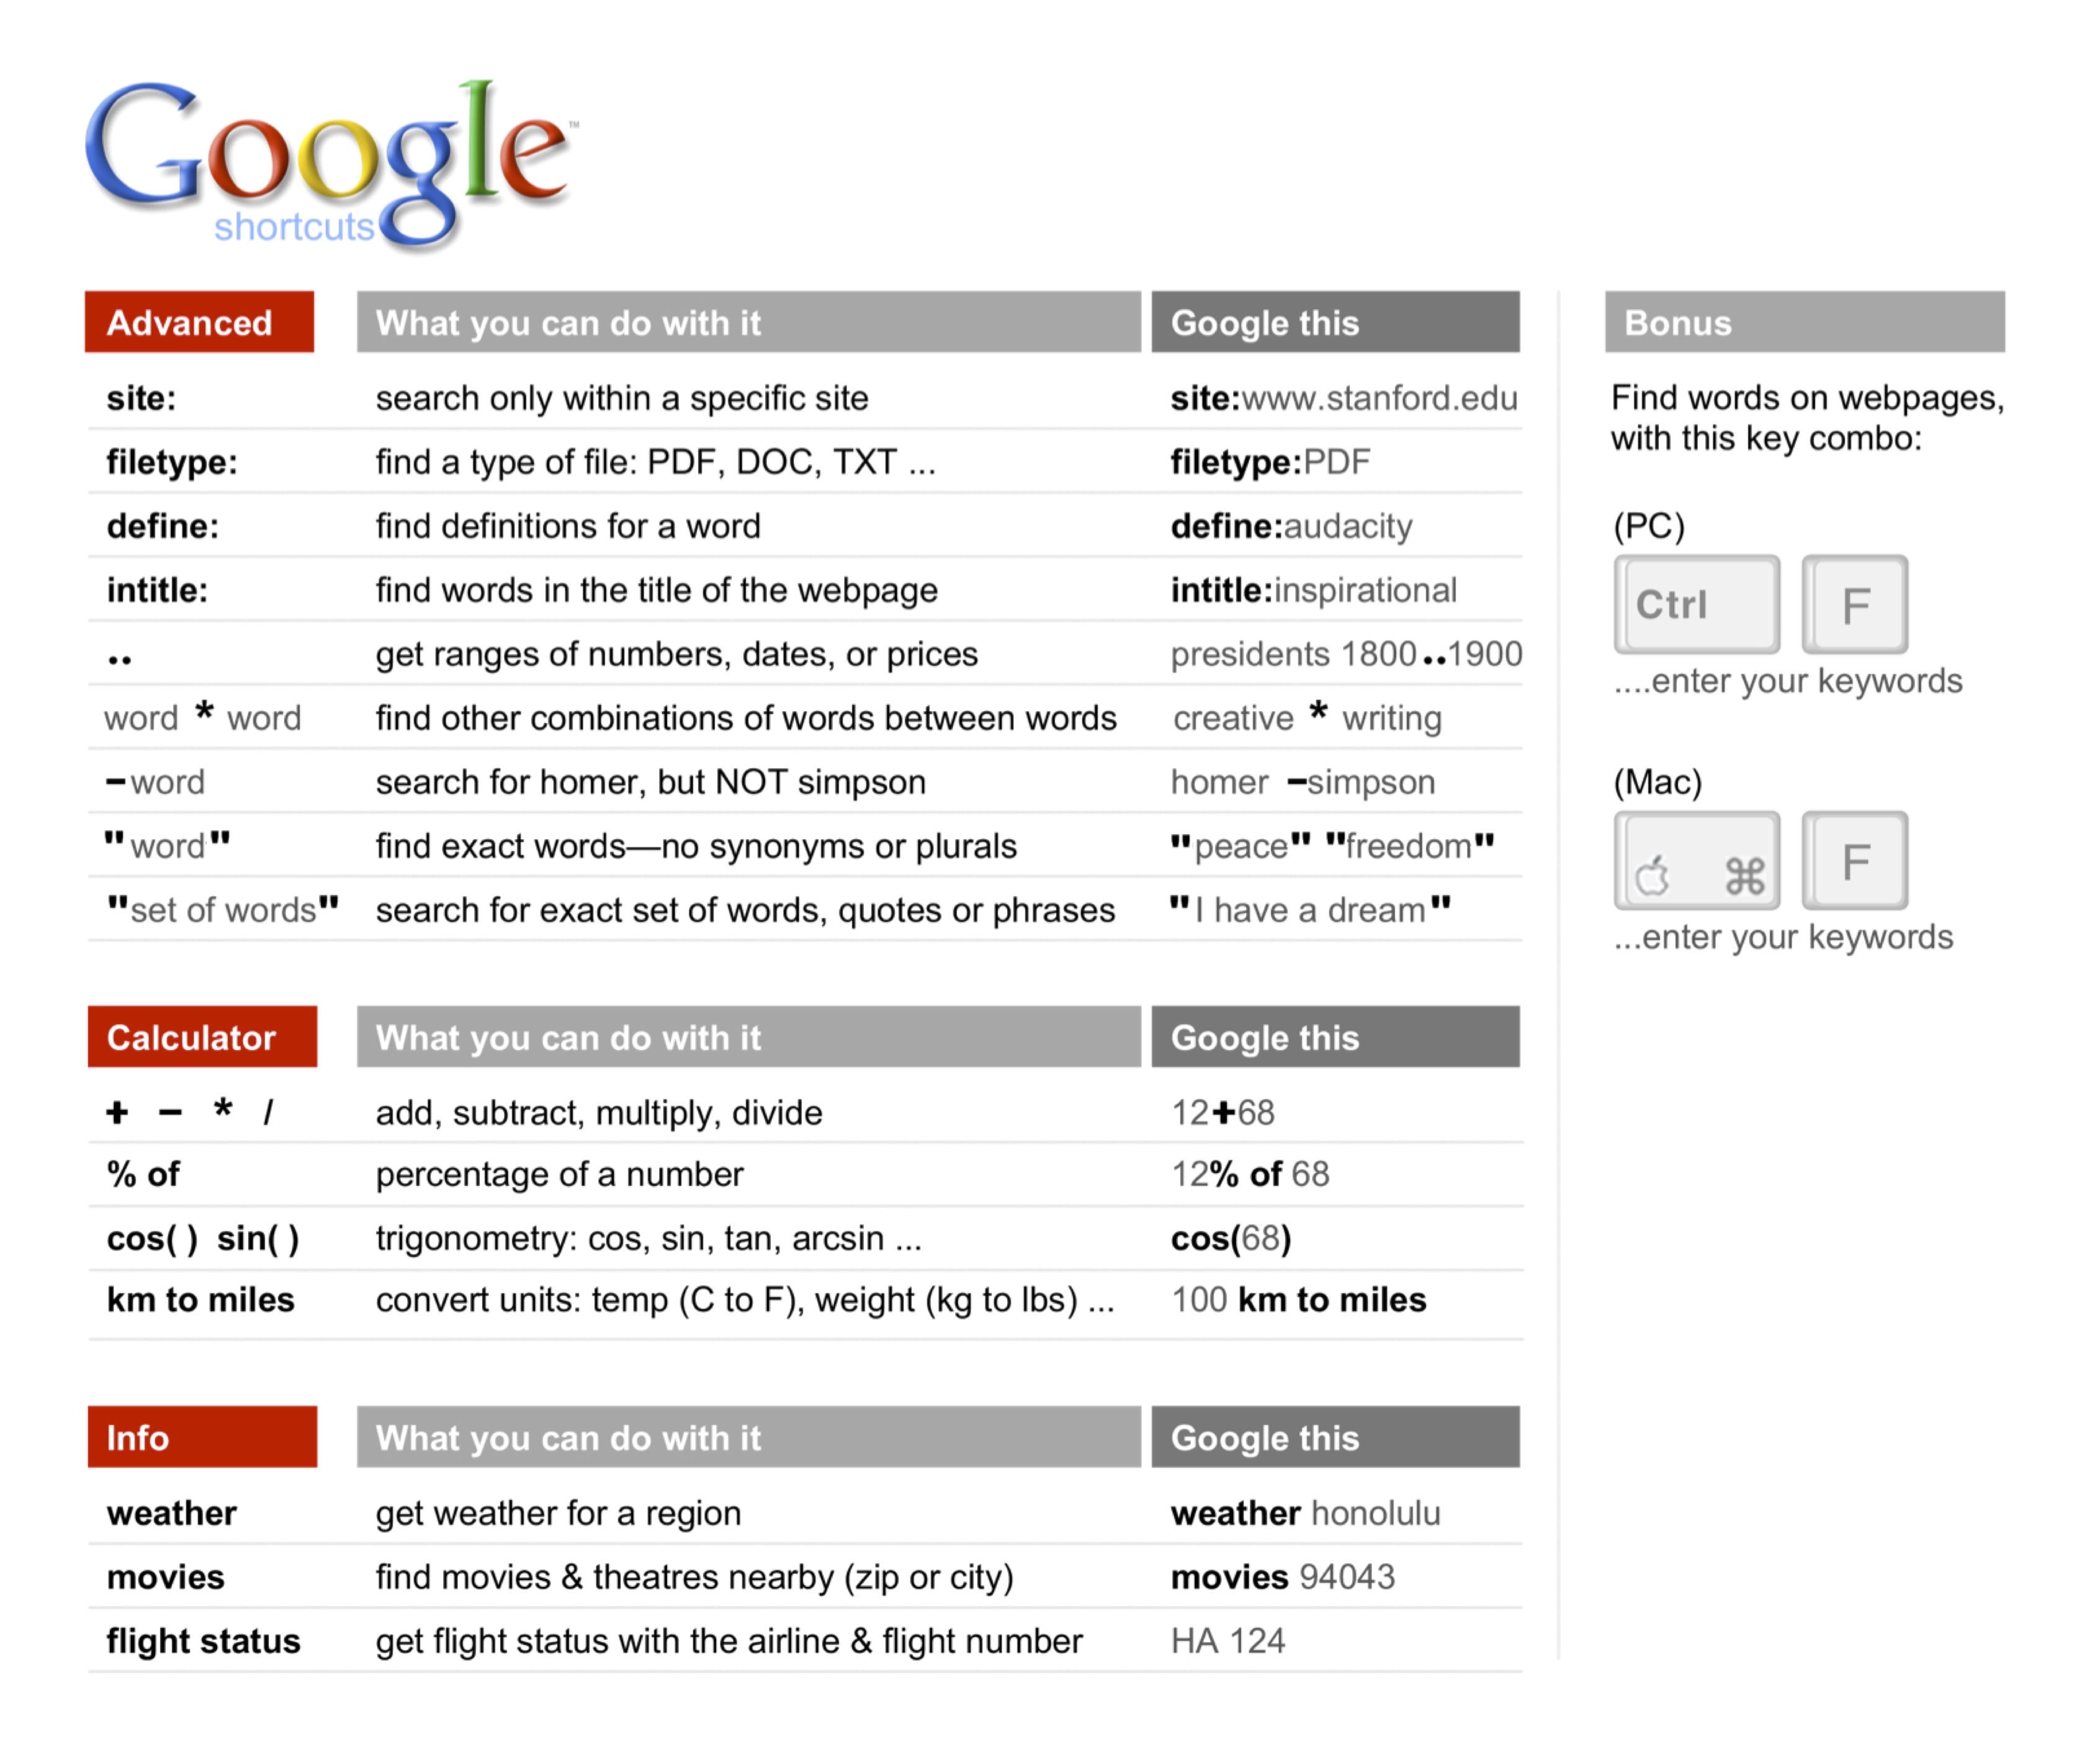 Google™
shortcuts
Advanced What you can do with it Google this
site: search only within a specific site site:www.stanford.edu
filetype: find a type of file: PDF, DOC, TXT ... filetype:PDF
define: find definitions for a word define:audacity
intitle: find words in the title of the webpage intitle:inspirational
.. get ranges of numbers, dates, or prices presidents 1800..1900
word * word find other combinations of words between words creative * writing
–word search for homer, but NOT simpson homer –simpson
"word" find exact words—no synonyms or plurals "peace" "freedom"
"set of words" search for exact set of words, quotes or phrases "I have a dream"
Calculator What you can do with it Google this
+ – * / add, subtract, multiply, divide 12+68
% of percentage of a number 12% of 68
cos( ) sin( ) trigonometry: cos, sin, tan, arcsin ... cos(68)
km to miles convert units: temp (C to F), weight (kg to lbs) ... 100 km to miles
Info What you can do with it Google this
weather get weather for a region weather honolulu
movies find movies & theatres nearby (zip or city) movies 94043
flight status get flight status with the airline & flight number HA 124
Bonus
Find words on webpages,
with this key combo:
(PC)
Ctrl F
....enter your keywords
(Mac)
⌘ F
...enter your keywords